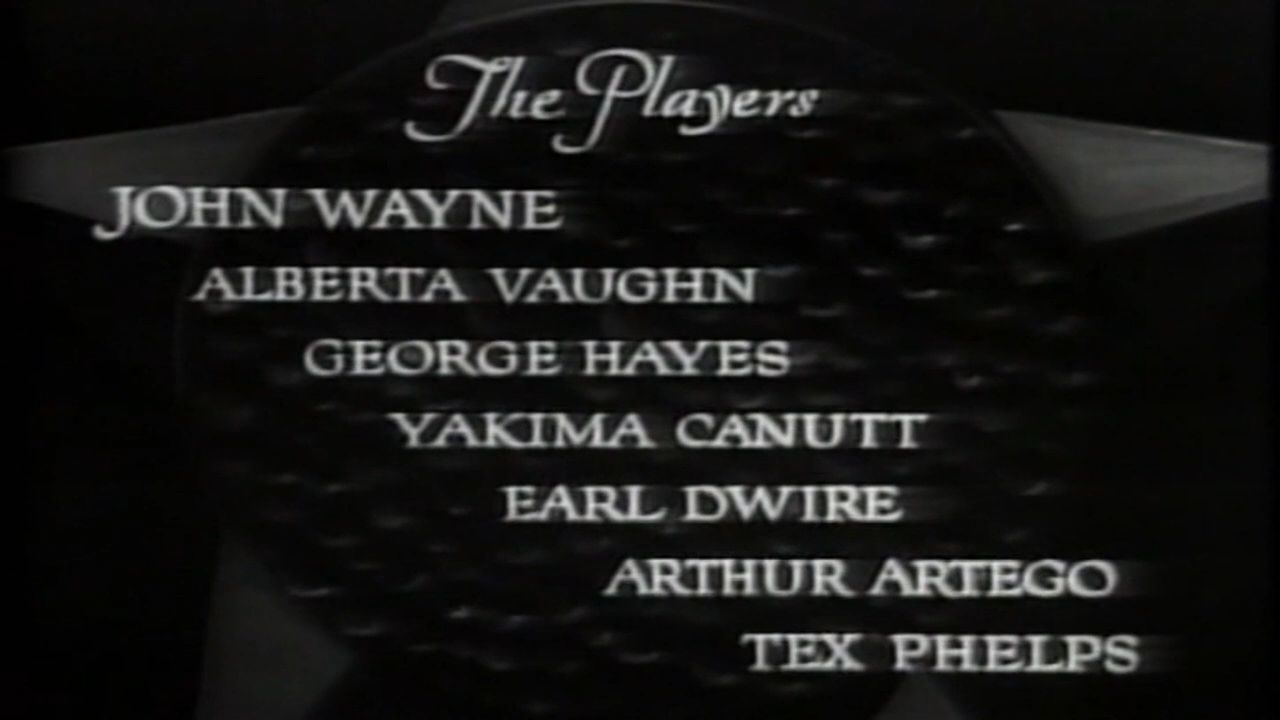 The Players
JOHN WAYNE
ALBERTA VAUGHN
GEORGE HAYES
YAKIMA CANUTT
EARL DWIRE
ARTHUR ARTEGO
TEX PHELPS